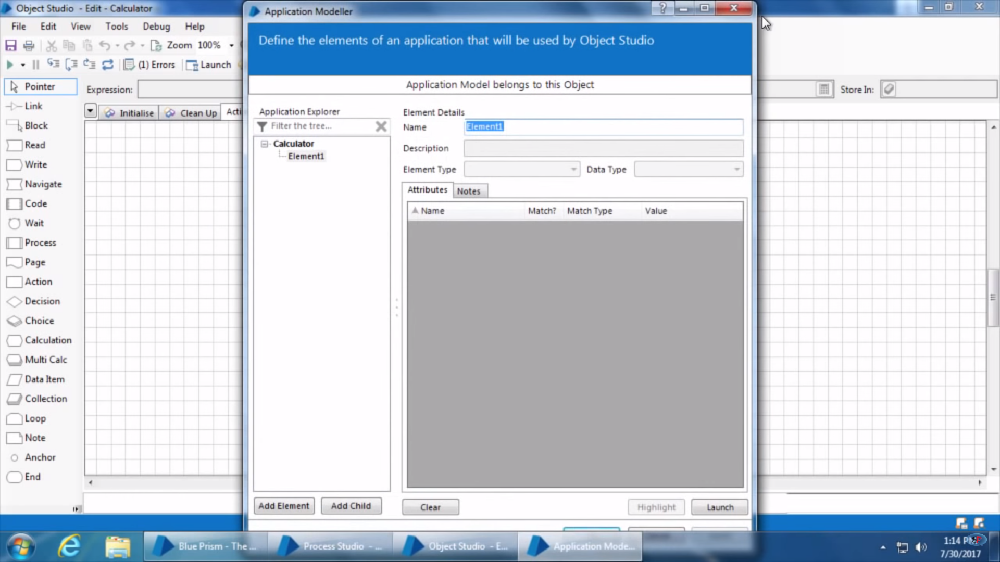 Object Studio - Edit - Calculator
File Edit View Tools Debug Help
Zoom 100%
(1) Errors Launch
Pointer
Link
Block
Read
Write
Navigate
Code
Wait
Process
Page
Action
Decision
Choice
Calculation
Multi Calc
Data Item
Collection
Loop
Note
Anchor
End
Expression:
Initialise Clean Up Acti
Store In:
Application Modeller
?
Define the elements of an application that will be used by Object Studio
Application Model belongs to this Object
Application Explorer
Filter the tree...
Calculator
Element1
Element Details
Name Element1
Description
Element Type Data Type
Attributes Notes
Name Match? Match Type Value
Add Element Add Child Clear Highlight Launch
Blue Prism - The ... Process Studio - ... Object Studio - E... Application Mode...
1:14 PM
7/30/2017